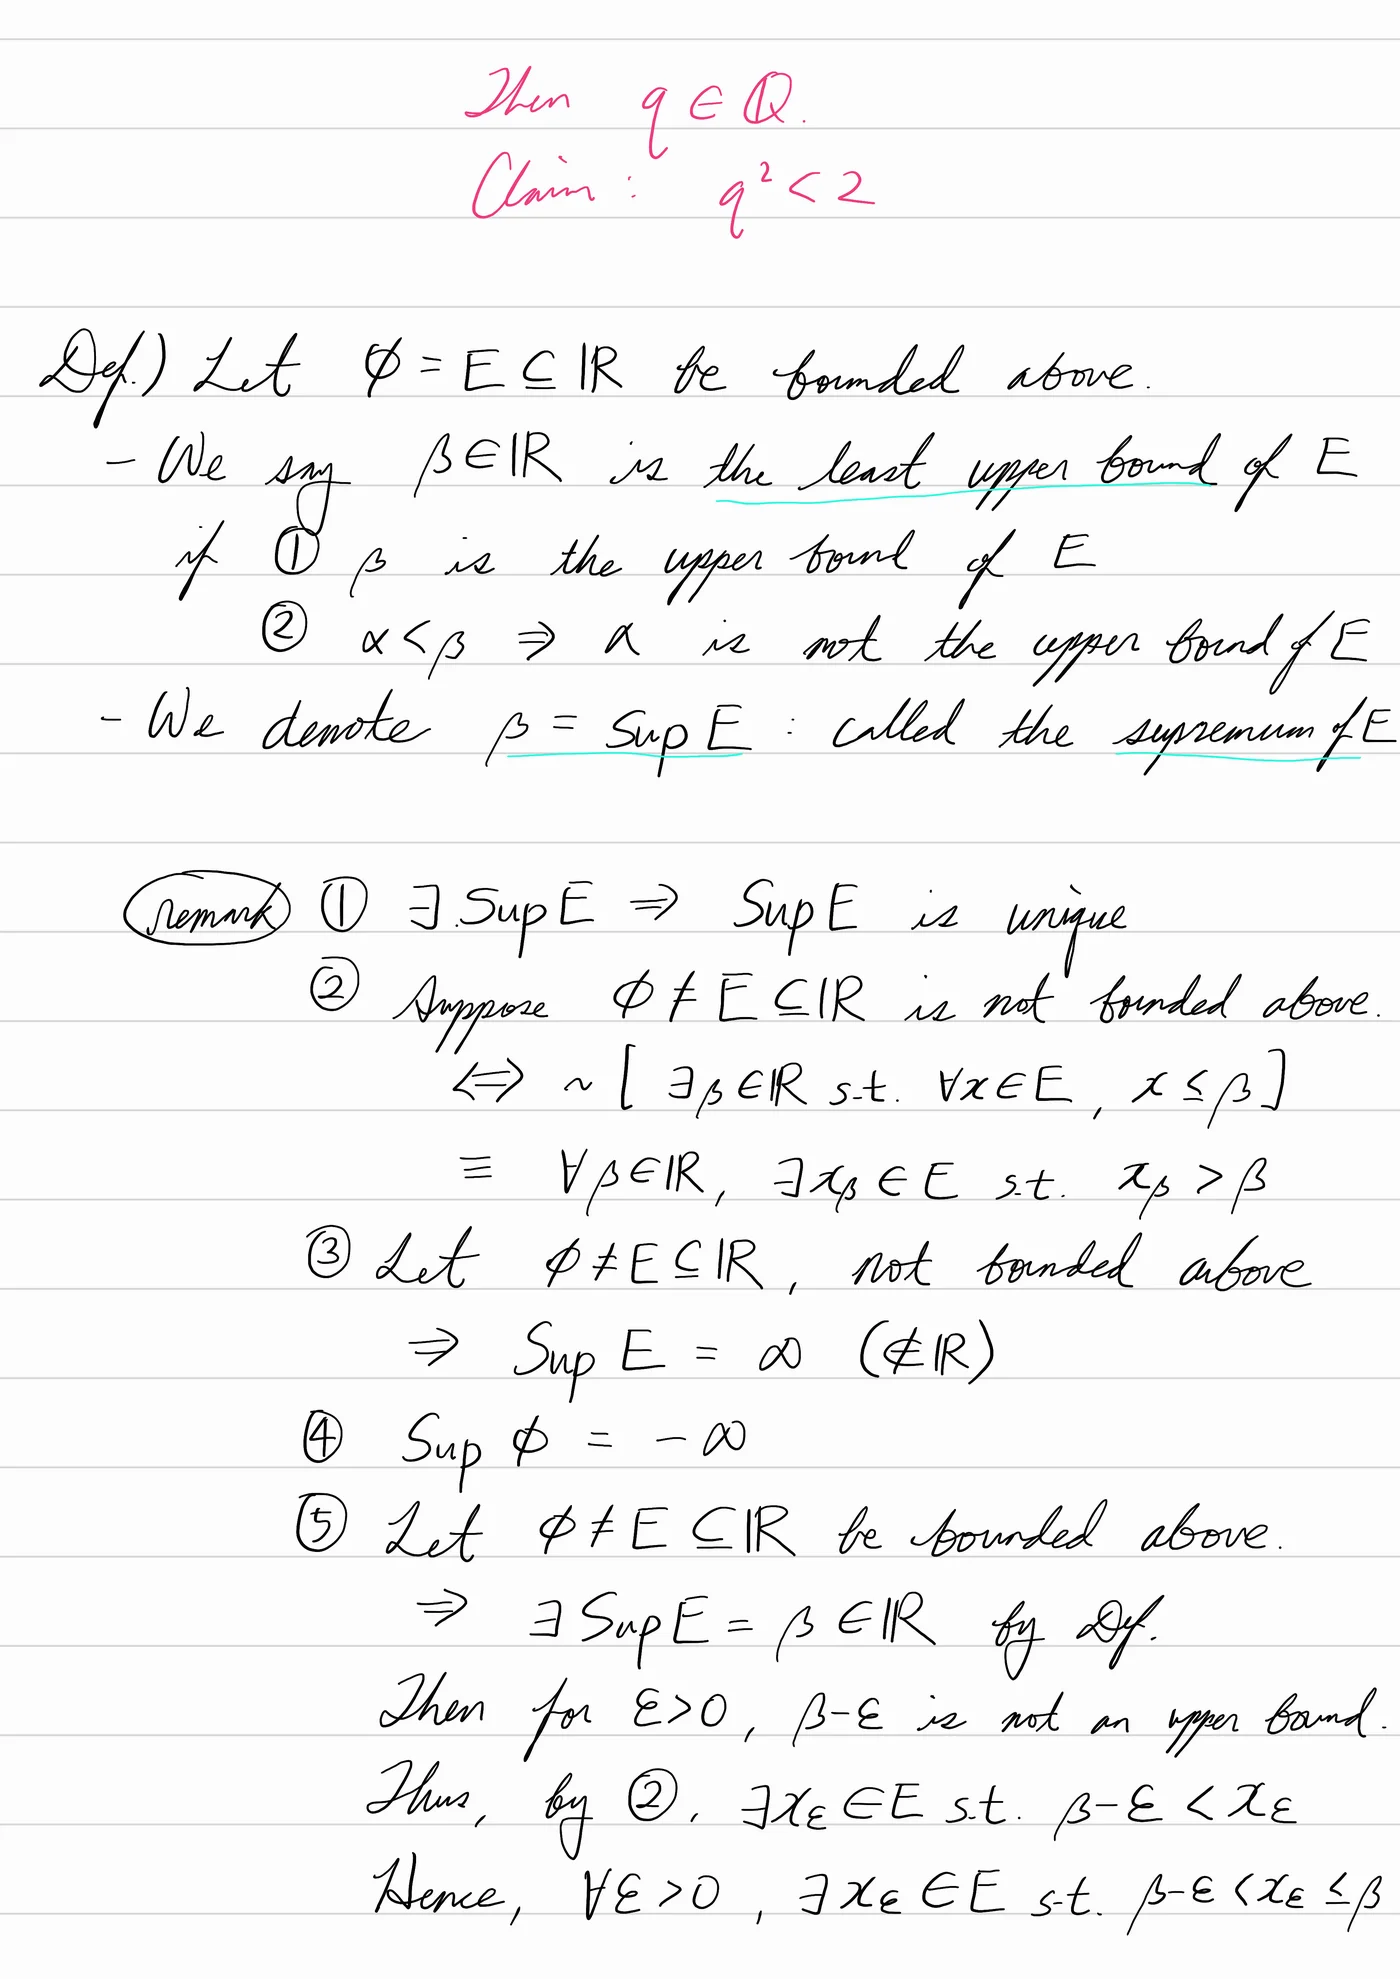 Then q ∈ ℚ.
Claim : q² < 2
Def.) Let ∅ = E ⊆ ℝ be bounded above.
- We say β ∈ ℝ is the least upper bound of E
if ① β is the upper bound of E
② α < β ⇒ α is not the upper bound of E
- We denote β = Sup E : called the supremum of E
Remark ① ∃ Sup E ⇒ Sup E is unique
② Suppose ∅ ≠ E ⊆ ℝ is not bounded above.
⇔ ~ [ ∃β ∈ ℝ s.t. ∀x ∈ E, x ≤ β ]
≡ ∀β ∈ ℝ, ∃x_β ∈ E s.t. x_β > β
③ Let ∅ ≠ E ⊆ ℝ, not bounded above
⇒ Sup E = ∞ (∉ ℝ)
④ Sup ∅ = -∞
⑤ Let ∅ ≠ E ⊆ ℝ be bounded above.
⇒ ∃ Sup E = β ∈ ℝ by Def.
Then for ε > 0, β-ε is not an upper bound.
Thus, by ②, ∃x_ε ∈ E s.t. β-ε < x_ε
Hence, ∀ε > 0, ∃x_ε ∈ E s.t. β-ε < x_ε ≤ β